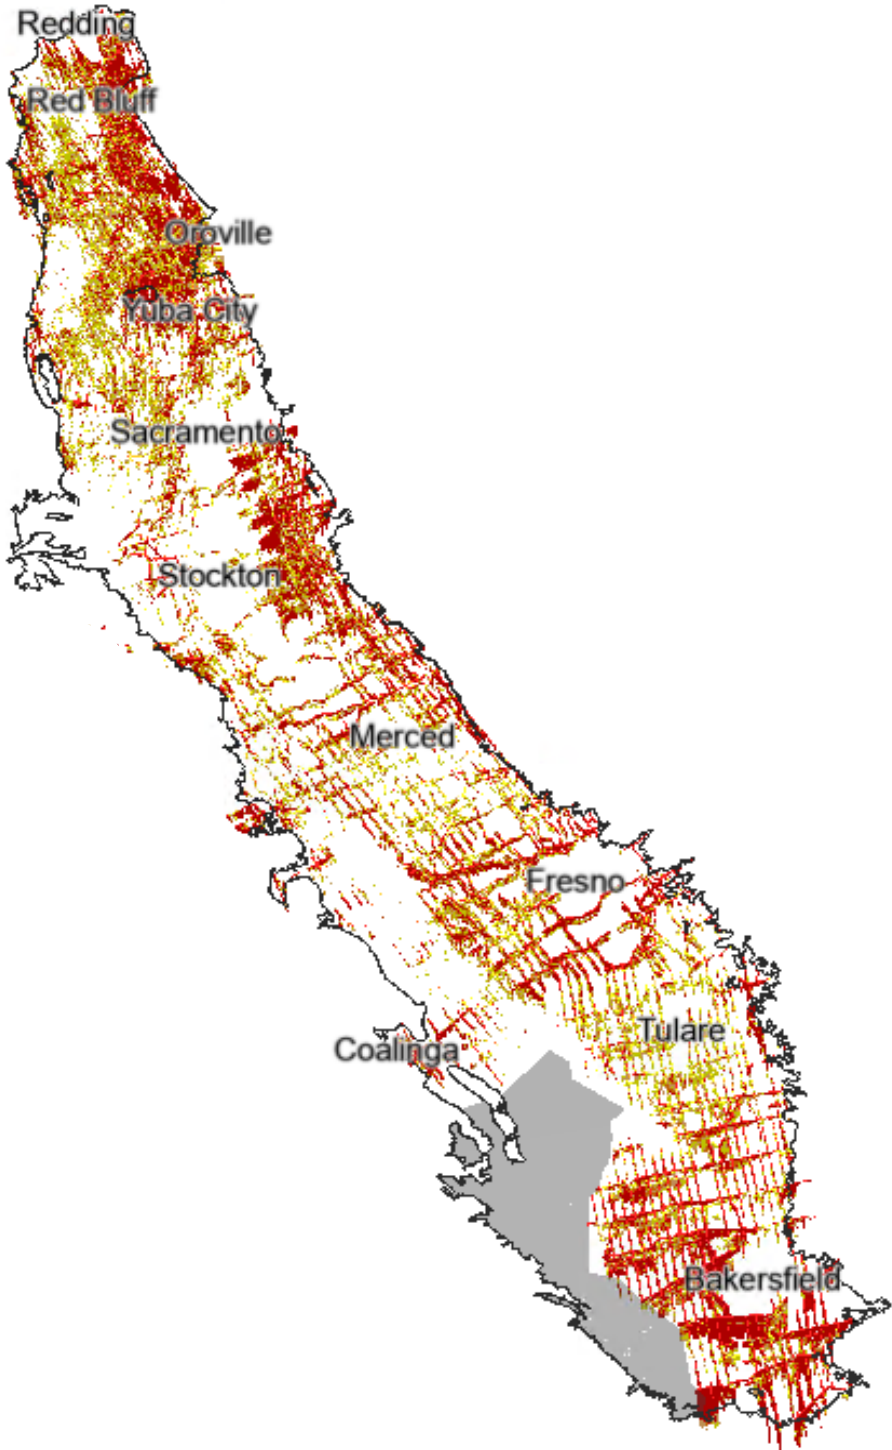 Redding
Red Bluff
Oroville
Yuba City
Sacramento
Stockton
Merced
Fresno
Tulare
Coalinga
Bakersfield